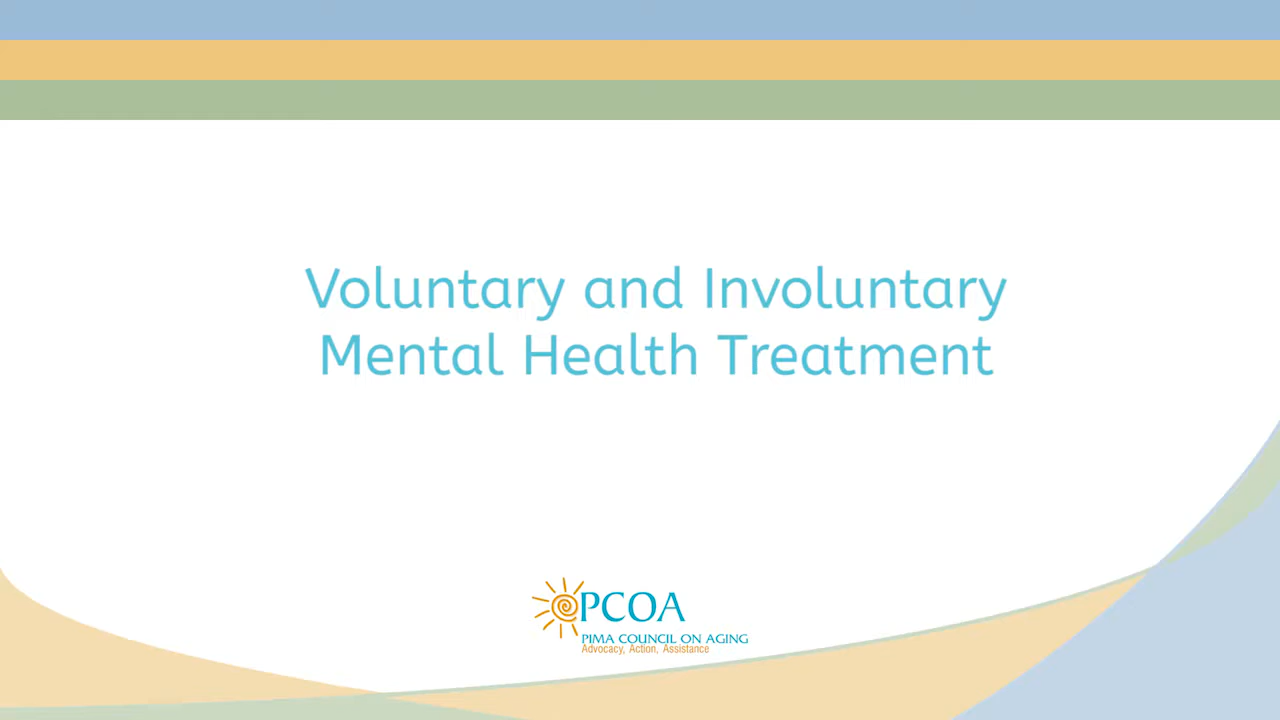 Voluntary and Involuntary
Mental Health Treatment
PCOA
PIMA COUNCIL ON AGING
Advocacy, Action, Assistance